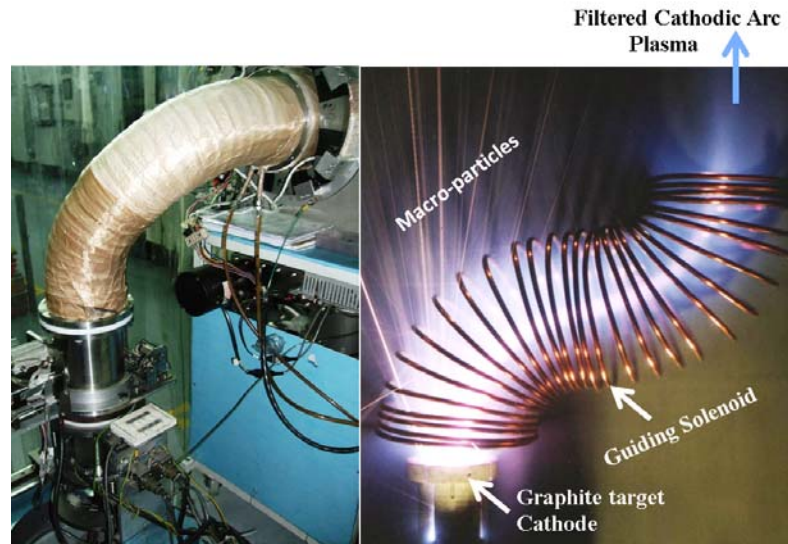 Filtered Cathodic Arc
Plasma
Macro-particles
Guiding Solenoid
Graphite target
Cathode